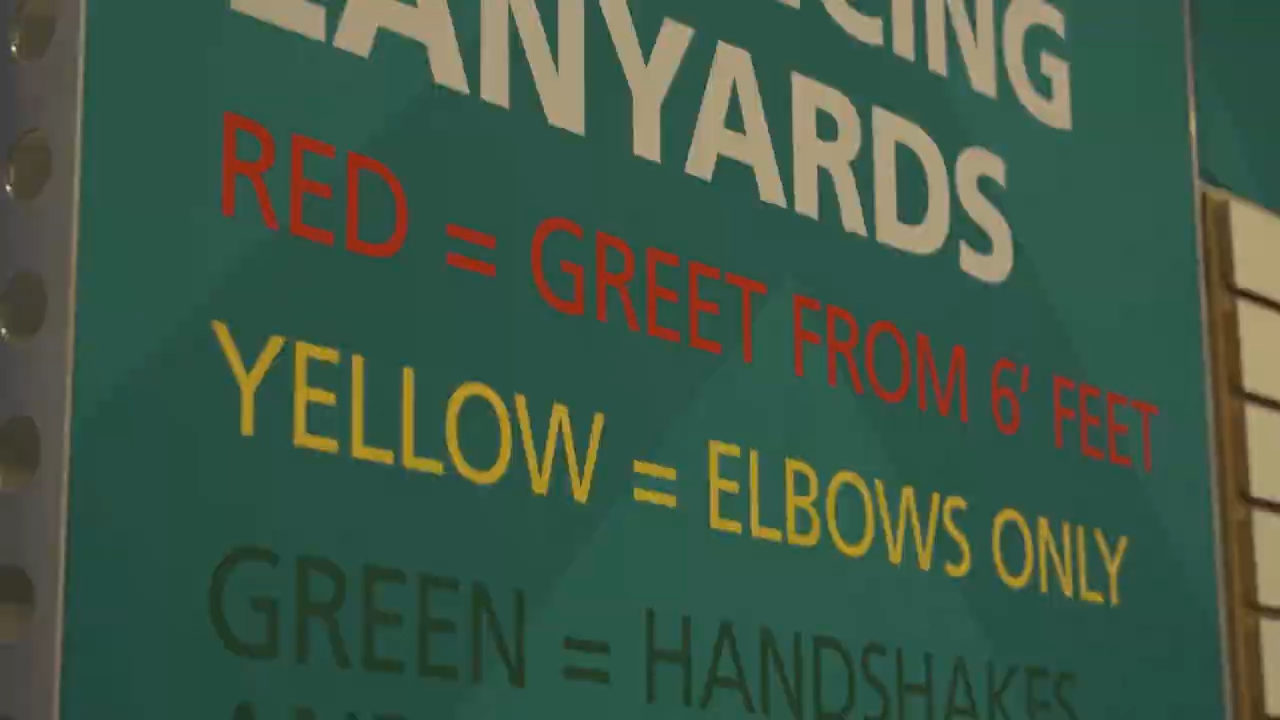 LANYARDS
RED = GREET FROM 6' FEET
YELLOW = ELBOWS ONLY
GREEN = HANDSHAKES